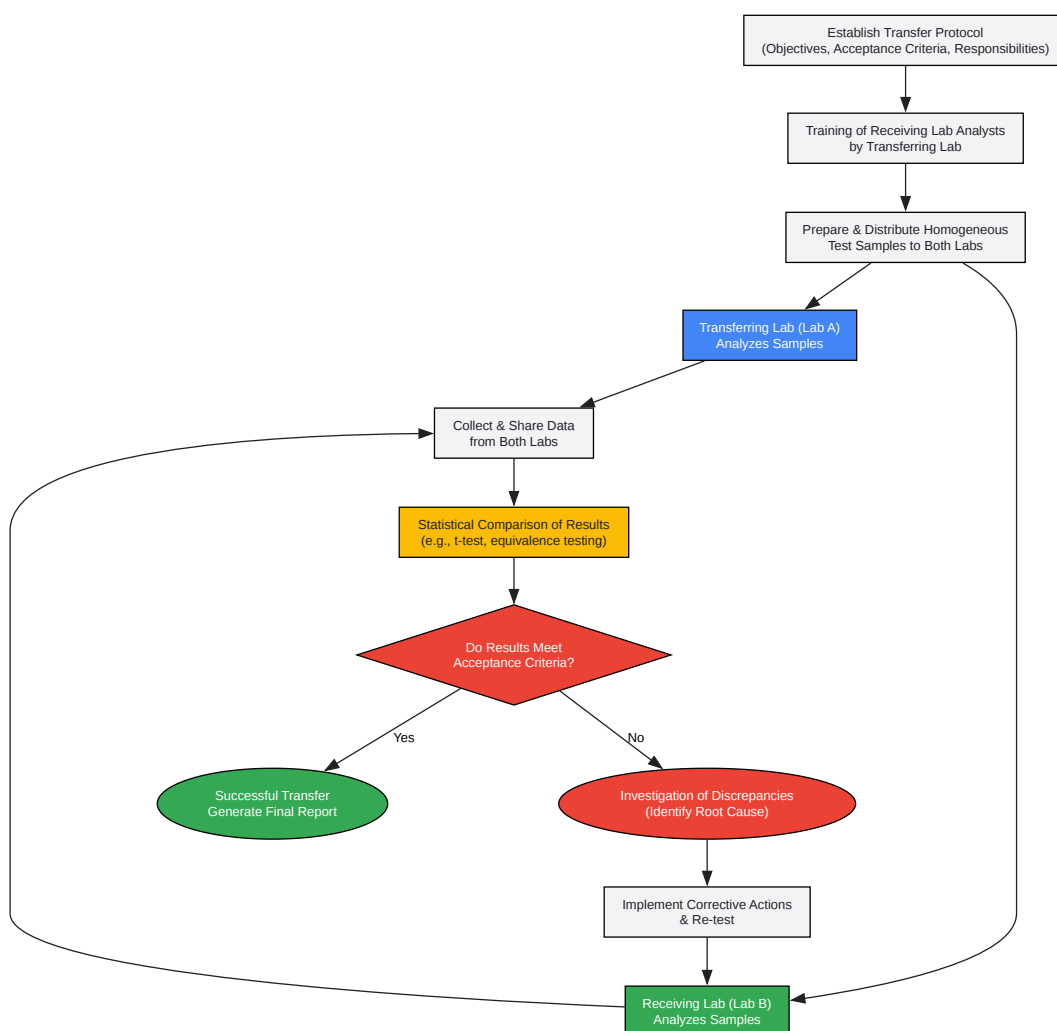 Establish Transfer Protocol
(Objectives, Acceptance Criteria, Responsibilities)
Training of Receiving Lab Analysts
by Transferring Lab
Prepare & Distribute Homogeneous
Test Samples to Both Labs
Transferring Lab (Lab A)
Analyzes Samples
Collect & Share Data
from Both Labs
Statistical Comparison of Results
(e.g., t-test, equivalence testing)
Do Results Meet
Acceptance Criteria?
Yes
No
Successful Transfer
Generate Final Report
Investigation of Discrepancies
(Identify Root Cause)
Implement Corrective Actions
& Re-test
Receiving Lab (Lab B)
Analyzes Samples